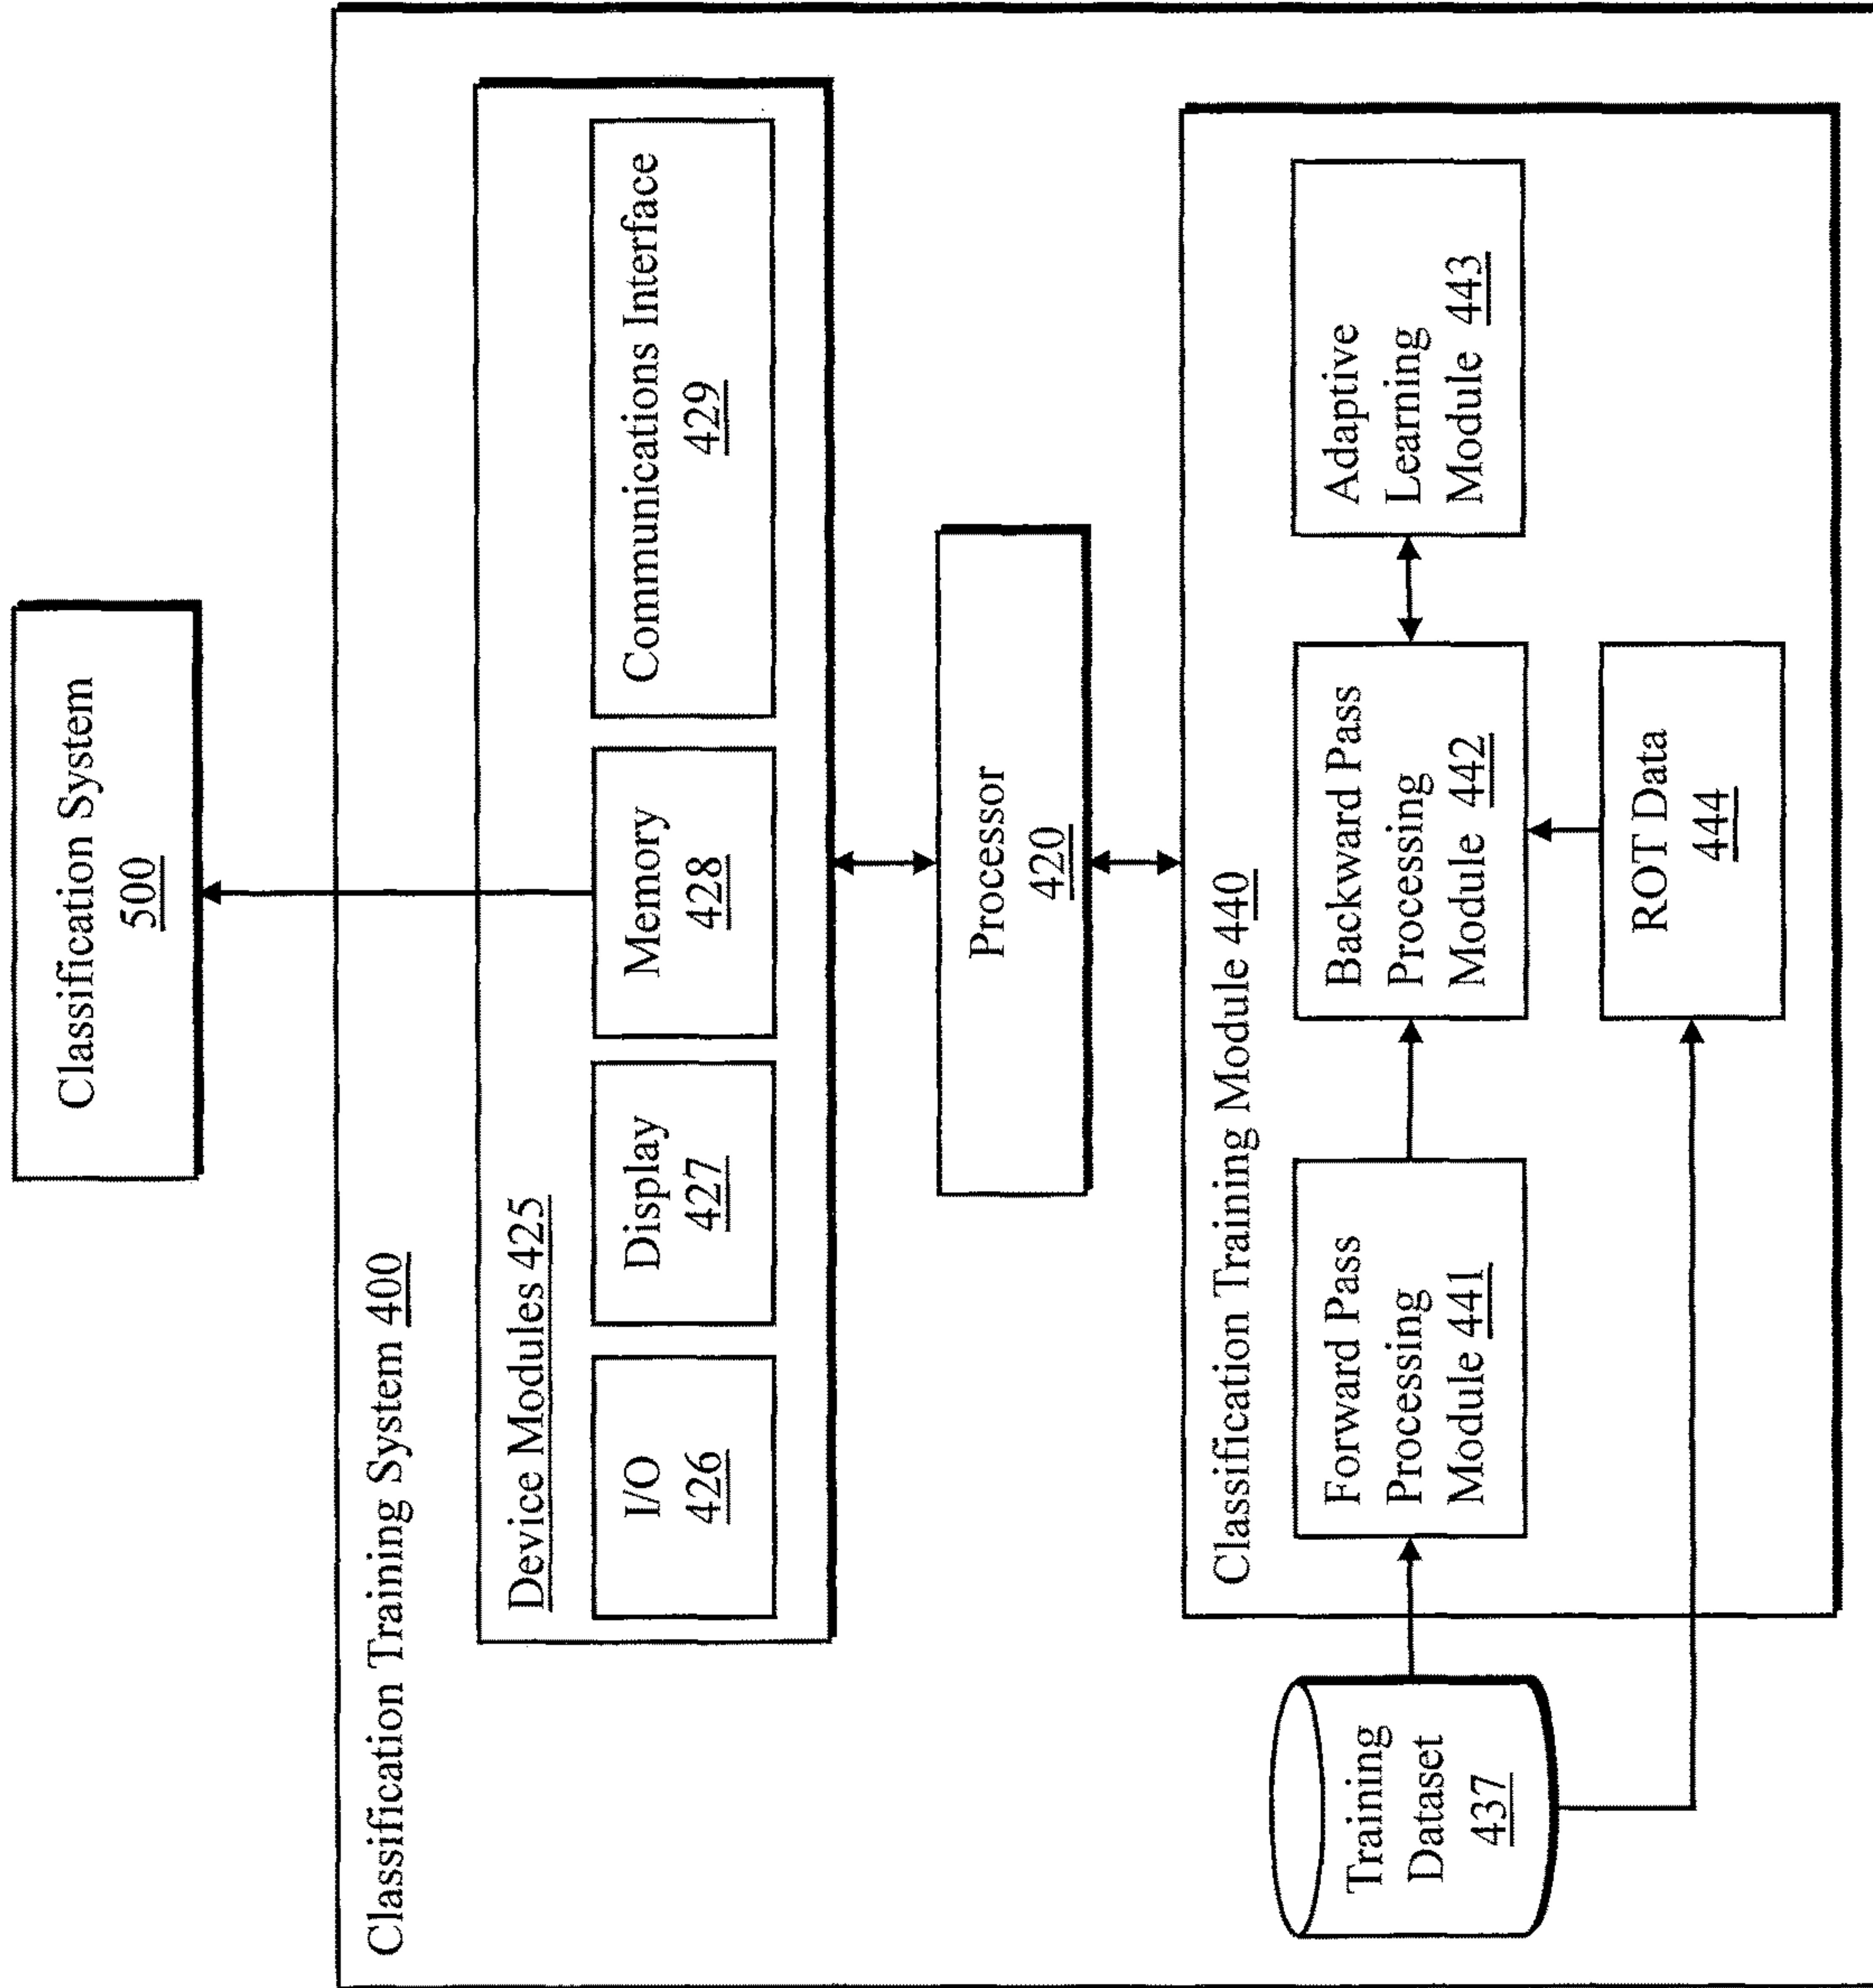 Classification System
500
Classification Training System 400
Device Modules 425
I/O
426
Display
427
Memory
428
Communications Interface
429
Processor
420
Classification Training Module 440
Training
Dataset
437
Forward Pass
Processing
Module 441
Backward Pass
Processing
Module 442
Adaptive
Learning
Module 443
ROT Data
444